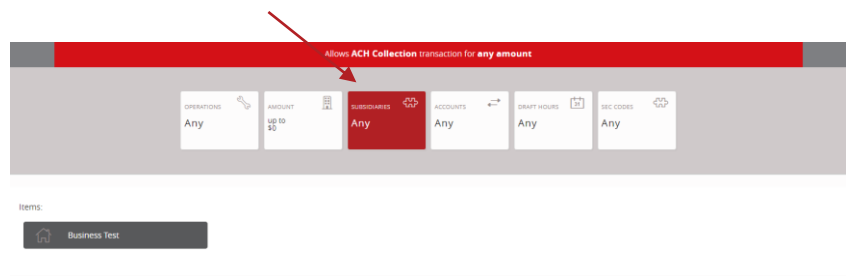 Allows ACH Collection transaction for any amount
OPERATIONS
Any
AMOUNT
up to
$0
SUBSIDIARIES
Any
ACCOUNTS
Any
DRAFT HOURS
31
Any
SEC CODES
Any
Items:
Business Test